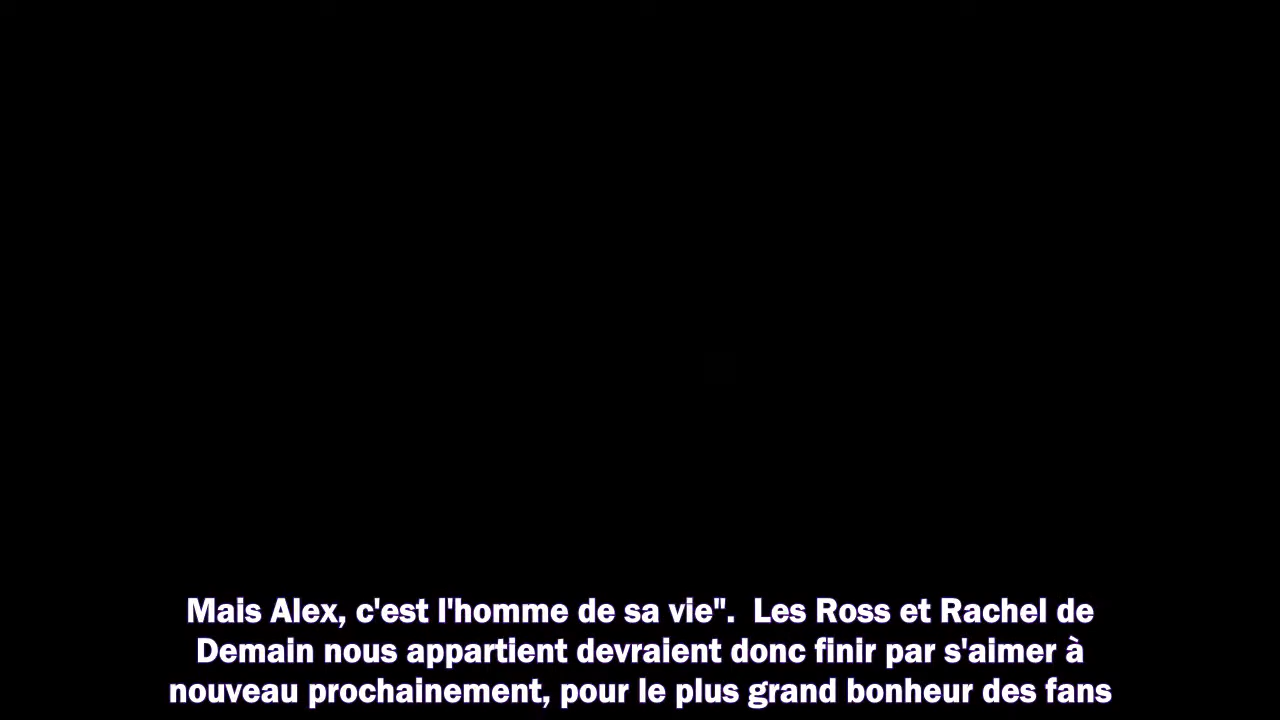 Mais Alex, c'est l'homme de sa vie".  Les Ross et Rachel de
Demain nous appartient devraient donc finir par s'aimer à
nouveau prochainement, pour le plus grand bonheur des fans